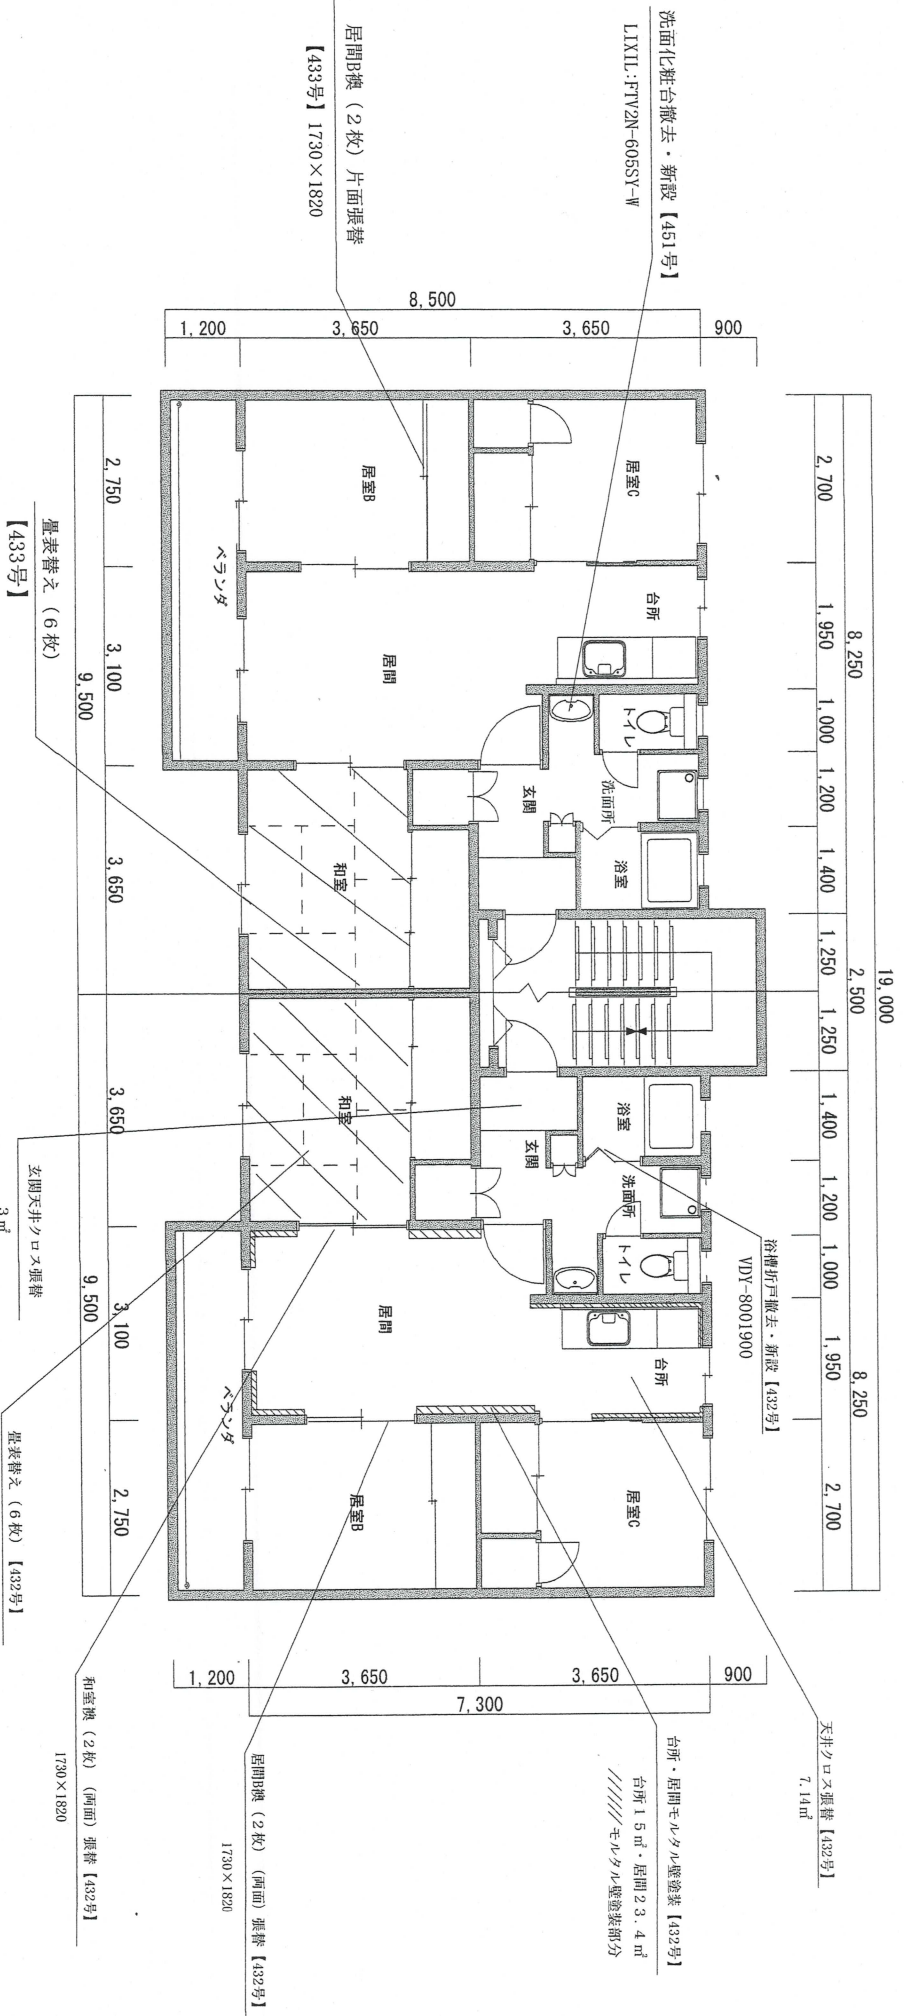 洗面化粧台撤去・新設【451号】
LIXIL:FTV2N-605SY-W
居間B襖（２枚）片面張替
【433号】1730×1820
畳表替え（６枚）
【433号】
19,000
8,250
2,500
8,250
2,700
1,950
1,000
1,200
1,400
1,250
1,250
1,400
1,200
1,000
1,950
2,700
8,500
1,200
3,650
3,650
900
居室C
台所
トイレ
洗面所
浴室
玄関
居室B
居間
和室
ベランダ
浴室
洗面所
トイレ
玄関
台所
居室C
和室
居間
居室B
ベランダ
2,750
3,100
3,650
3,650
3,100
2,750
9,500
9,500
1,200
3,650
3,650
900
7,300
浴槽折戸撤去・新設【432号】
VDY-8001900
天井クロス張替【432号】
7.14㎡
台所・居間モルタル壁塗装【432号】
台所１５㎡・居間２３.４㎡
///////モルタル壁塗装部分
居間B襖（２枚）（両面）張替【432号】
1730×1820
和室襖（２枚）（両面）張替【432号】
1730×1820
畳表替え（６枚）【432号】
玄関天井クロス張替
3㎡